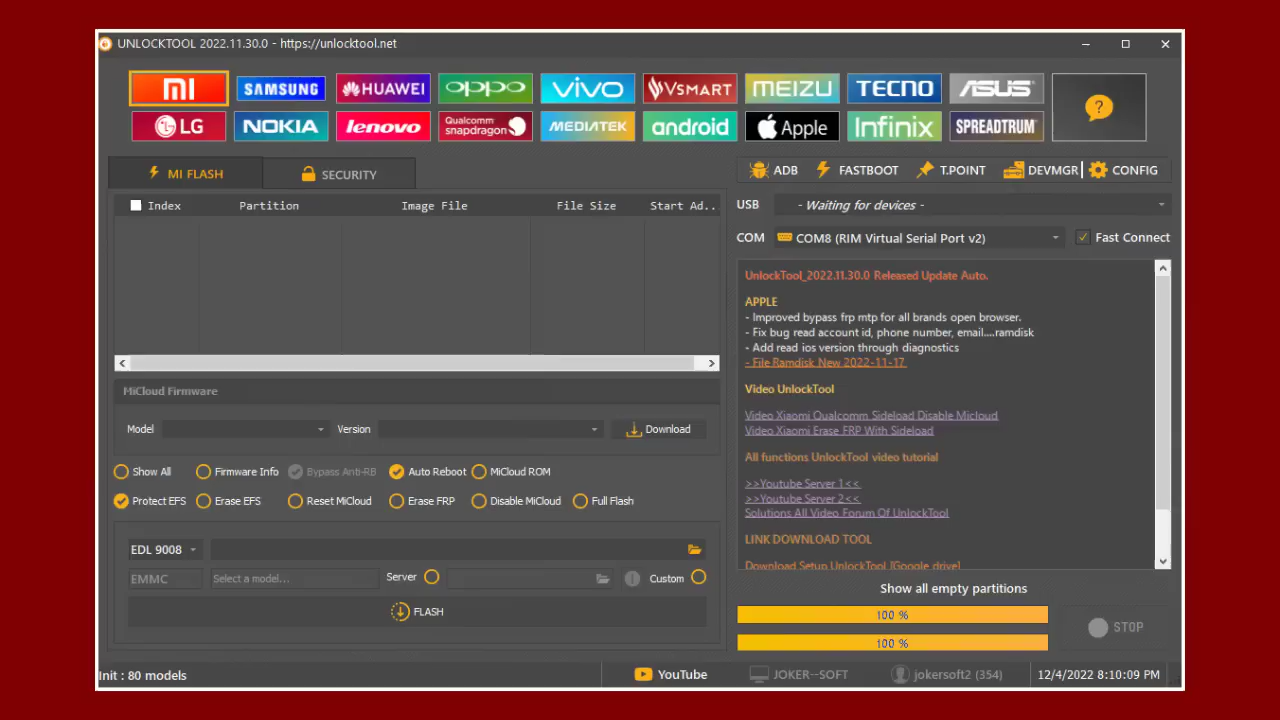 UNLOCKTOOL 2022.11.30.0 - https://unlocktool.net
MI SAMSUNG HUAWEI OPPO VIVO VSMART MEIZU TECNO ASUS ?
LG NOKIA lenovo Qualcomm snapdragon MEDIATEK android Apple Infinix SPREADTRUM
MI FLASH SECURITY
Index Partition Image File File Size Start Ad..
MiCloud Firmware
Model Version Download
Show All Firmware Info Bypass Anti-RB Auto Reboot MiCloud ROM
Protect EFS Erase EFS Reset MiCloud Erase FRP Disable MiCloud Full Flash
EDL 9008
EMMC Select a model... Server Custom
FLASH
ADB FASTBOOT T.POINT DEVMGR CONFIG
USB - Waiting for devices -
COM COM8 (RIM Virtual Serial Port v2) Fast Connect
UnlockTool_2022.11.30.0 Released Update Auto.
APPLE
- Improved bypass frp mtp for all brands open browser.
- Fix bug read account id, phone number, email....ramdisk
- Add read ios version through diagnostics
- File Ramdisk New 2022-11-17
Video UnlockTool
Video Xiaomi Qualcomm Sideload Disable Micloud
Video Xiaomi Erase FRP With Sideload
All functions UnlockTool video tutorial
>>Youtube Server 1<<
>>Youtube Server 2<<
Solutions All Video Forum Of UnlockTool
LINK DOWNLOAD TOOL
Download Setup UnlockTool [Google drive]
Show all empty partitions
100 %
STOP
100 %
Init : 80 models YouTube JOKER--SOFT jokersoft2 (354) 12/4/2022 8:10:09 PM